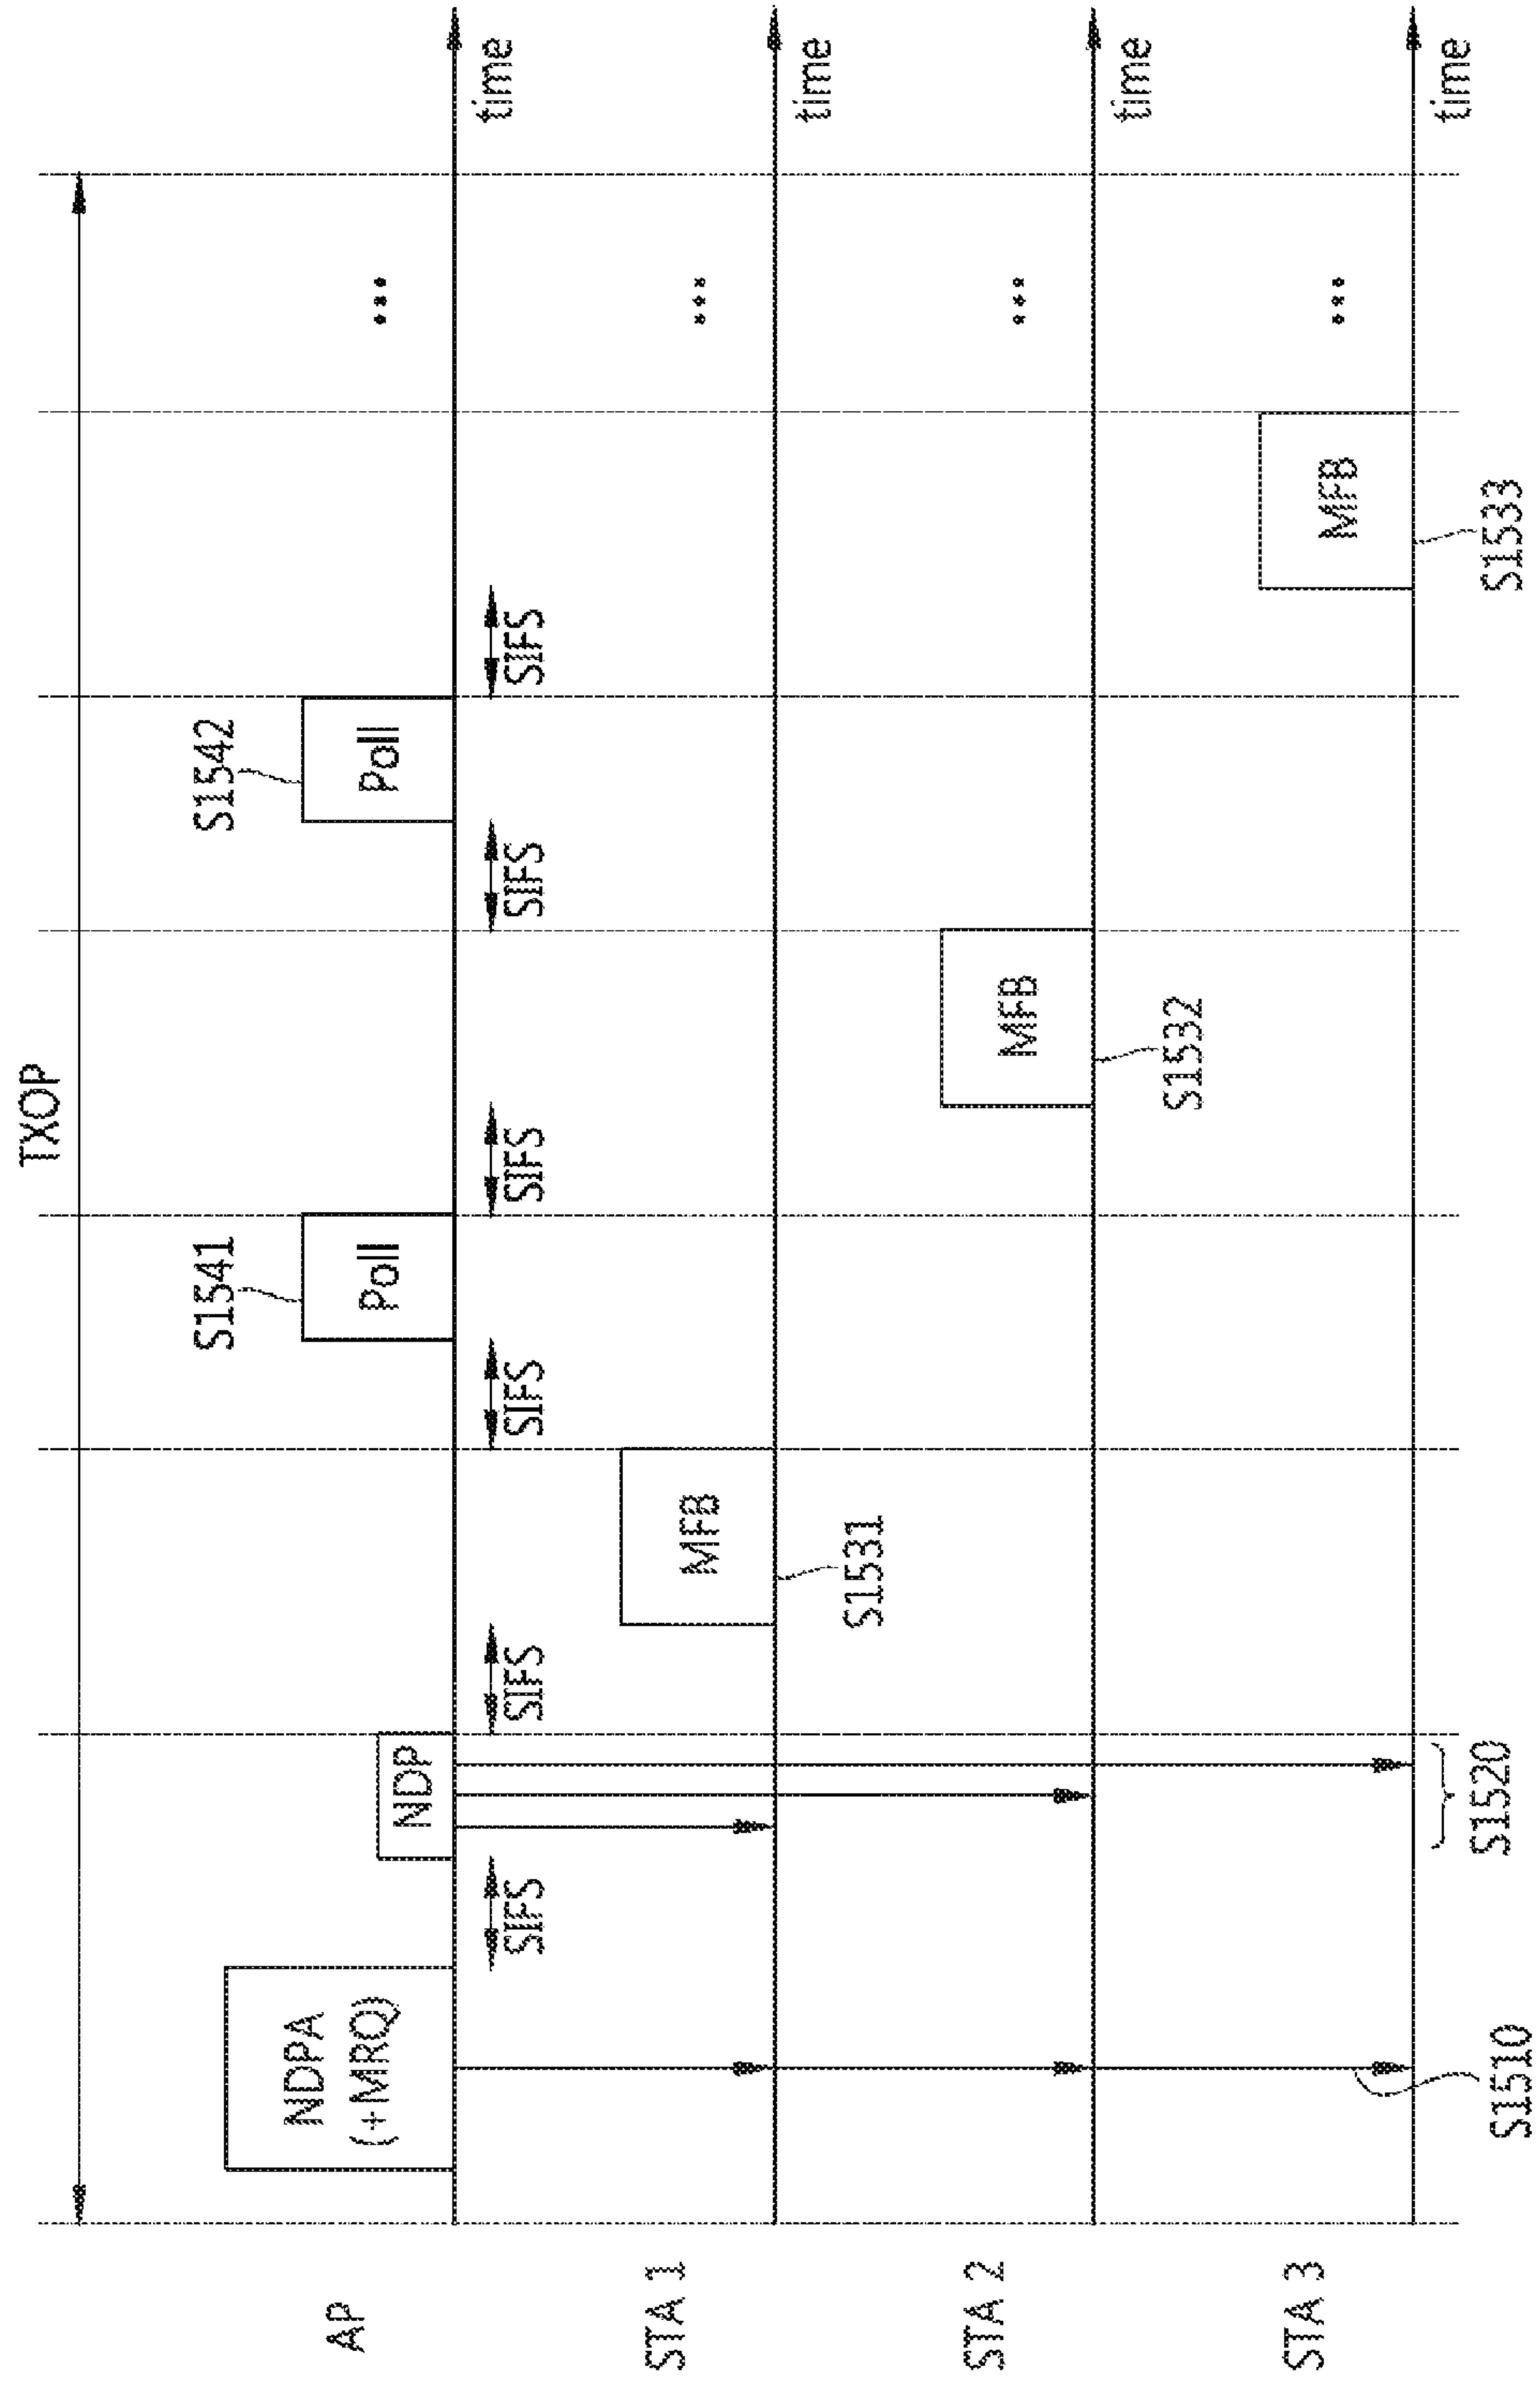 TXOP
AP
NDPA
(+MRQ)
SIFS
NDP
SIFS
SIFS
S1541
Poll
SIFS
SIFS
S1542
Poll
SIFS
•••
time
STA 1
MFB
S1531
•••
time
STA 2
MFB
S1532
•••
time
STA 3
S1510
S1520
MFB
S1533
•••
time